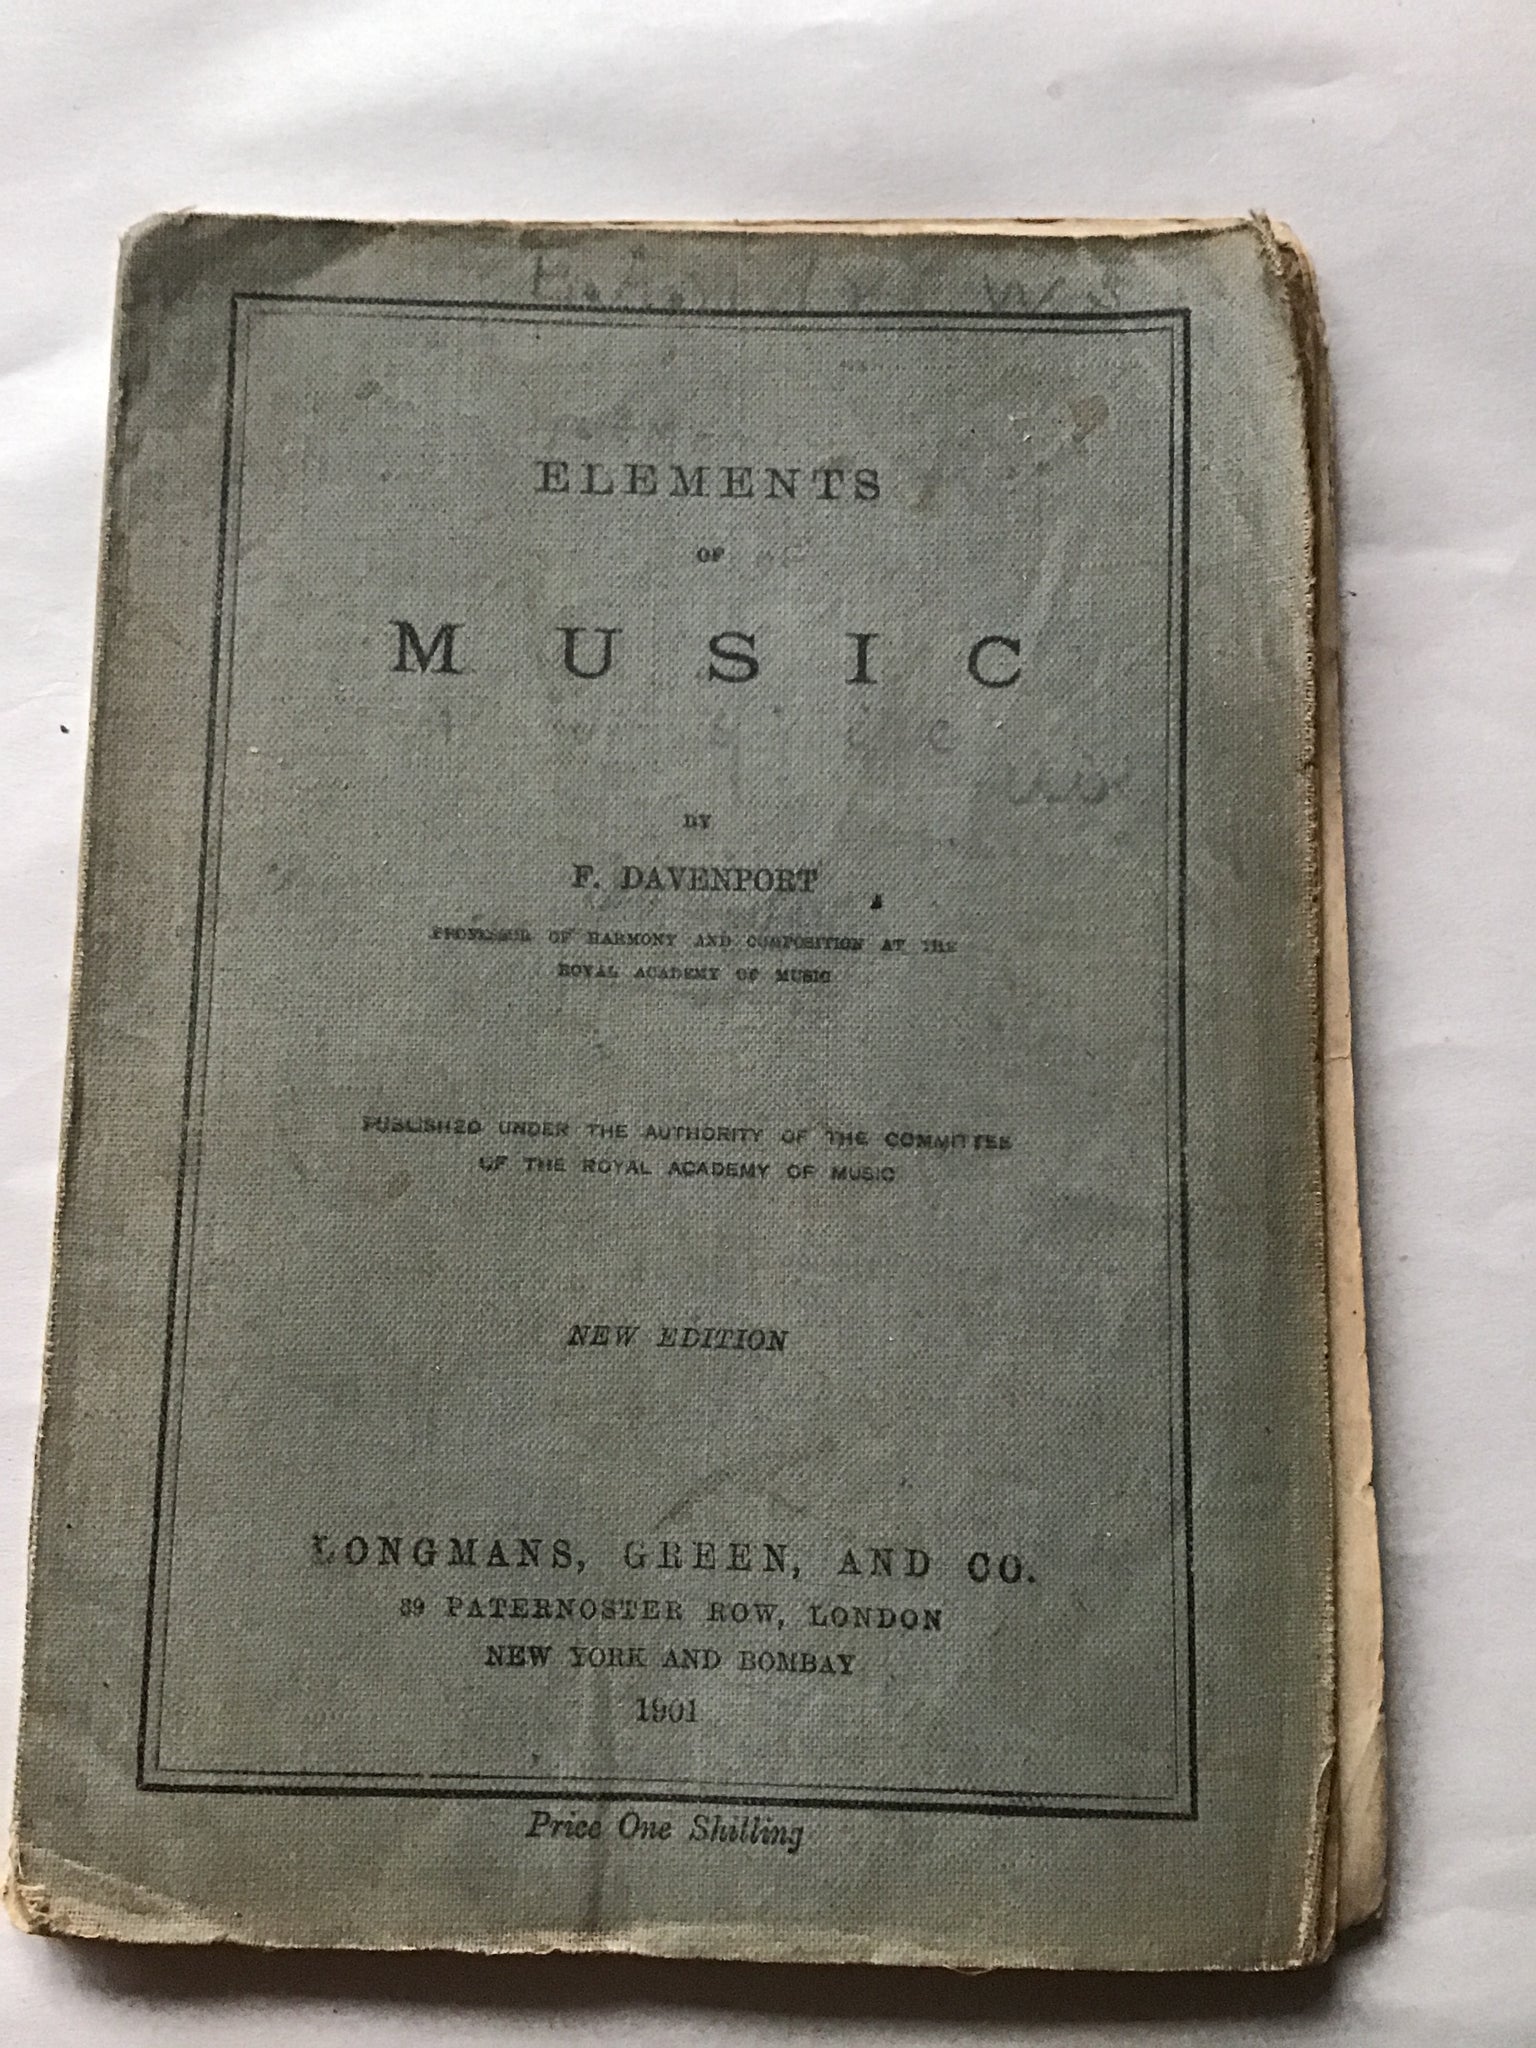 ELEMENTS
OF
MUSIC
BY
F. DAVENPORT
PROFESSOR OF HARMONY AND COMPOSITION AT THE
ROYAL ACADEMY OF MUSIC
PUBLISHED UNDER THE AUTHORITY OF THE COMMITTEE
OF THE ROYAL ACADEMY OF MUSIC
NEW EDITION
LONGMANS, GREEN, AND CO.
39 PATERNOSTER ROW, LONDON
NEW YORK AND BOMBAY
1901
Price One Shilling